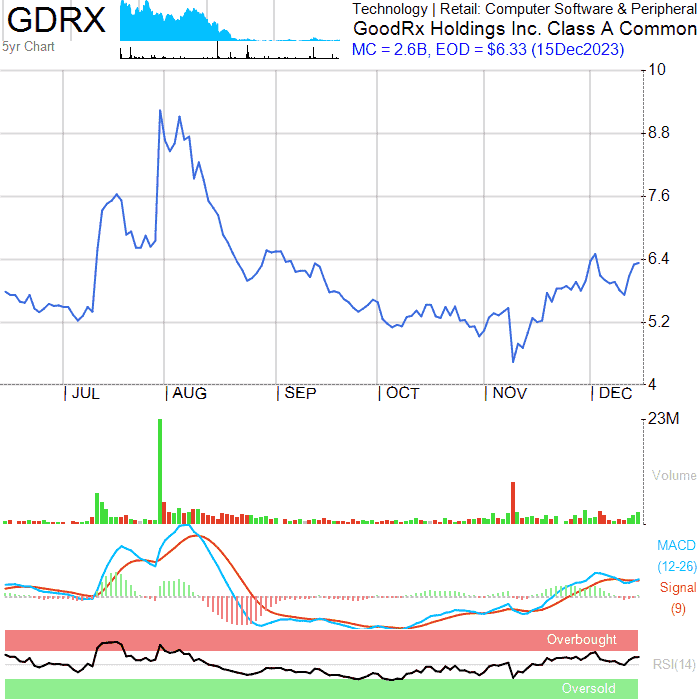 GDRX
5yr Chart
Technology | Retail: Computer Software & Peripheral
GoodRx Holdings Inc. Class A Common
MC = 2.6B, EOD = $6.33 (15Dec2023)
10
8.8
7.6
6.4
5.2
4
JUL
AUG
SEP
OCT
NOV
DEC
23M
Volume
MACD
(12-26)
Signal
(9)
Overbought
RSI(14)
Oversold